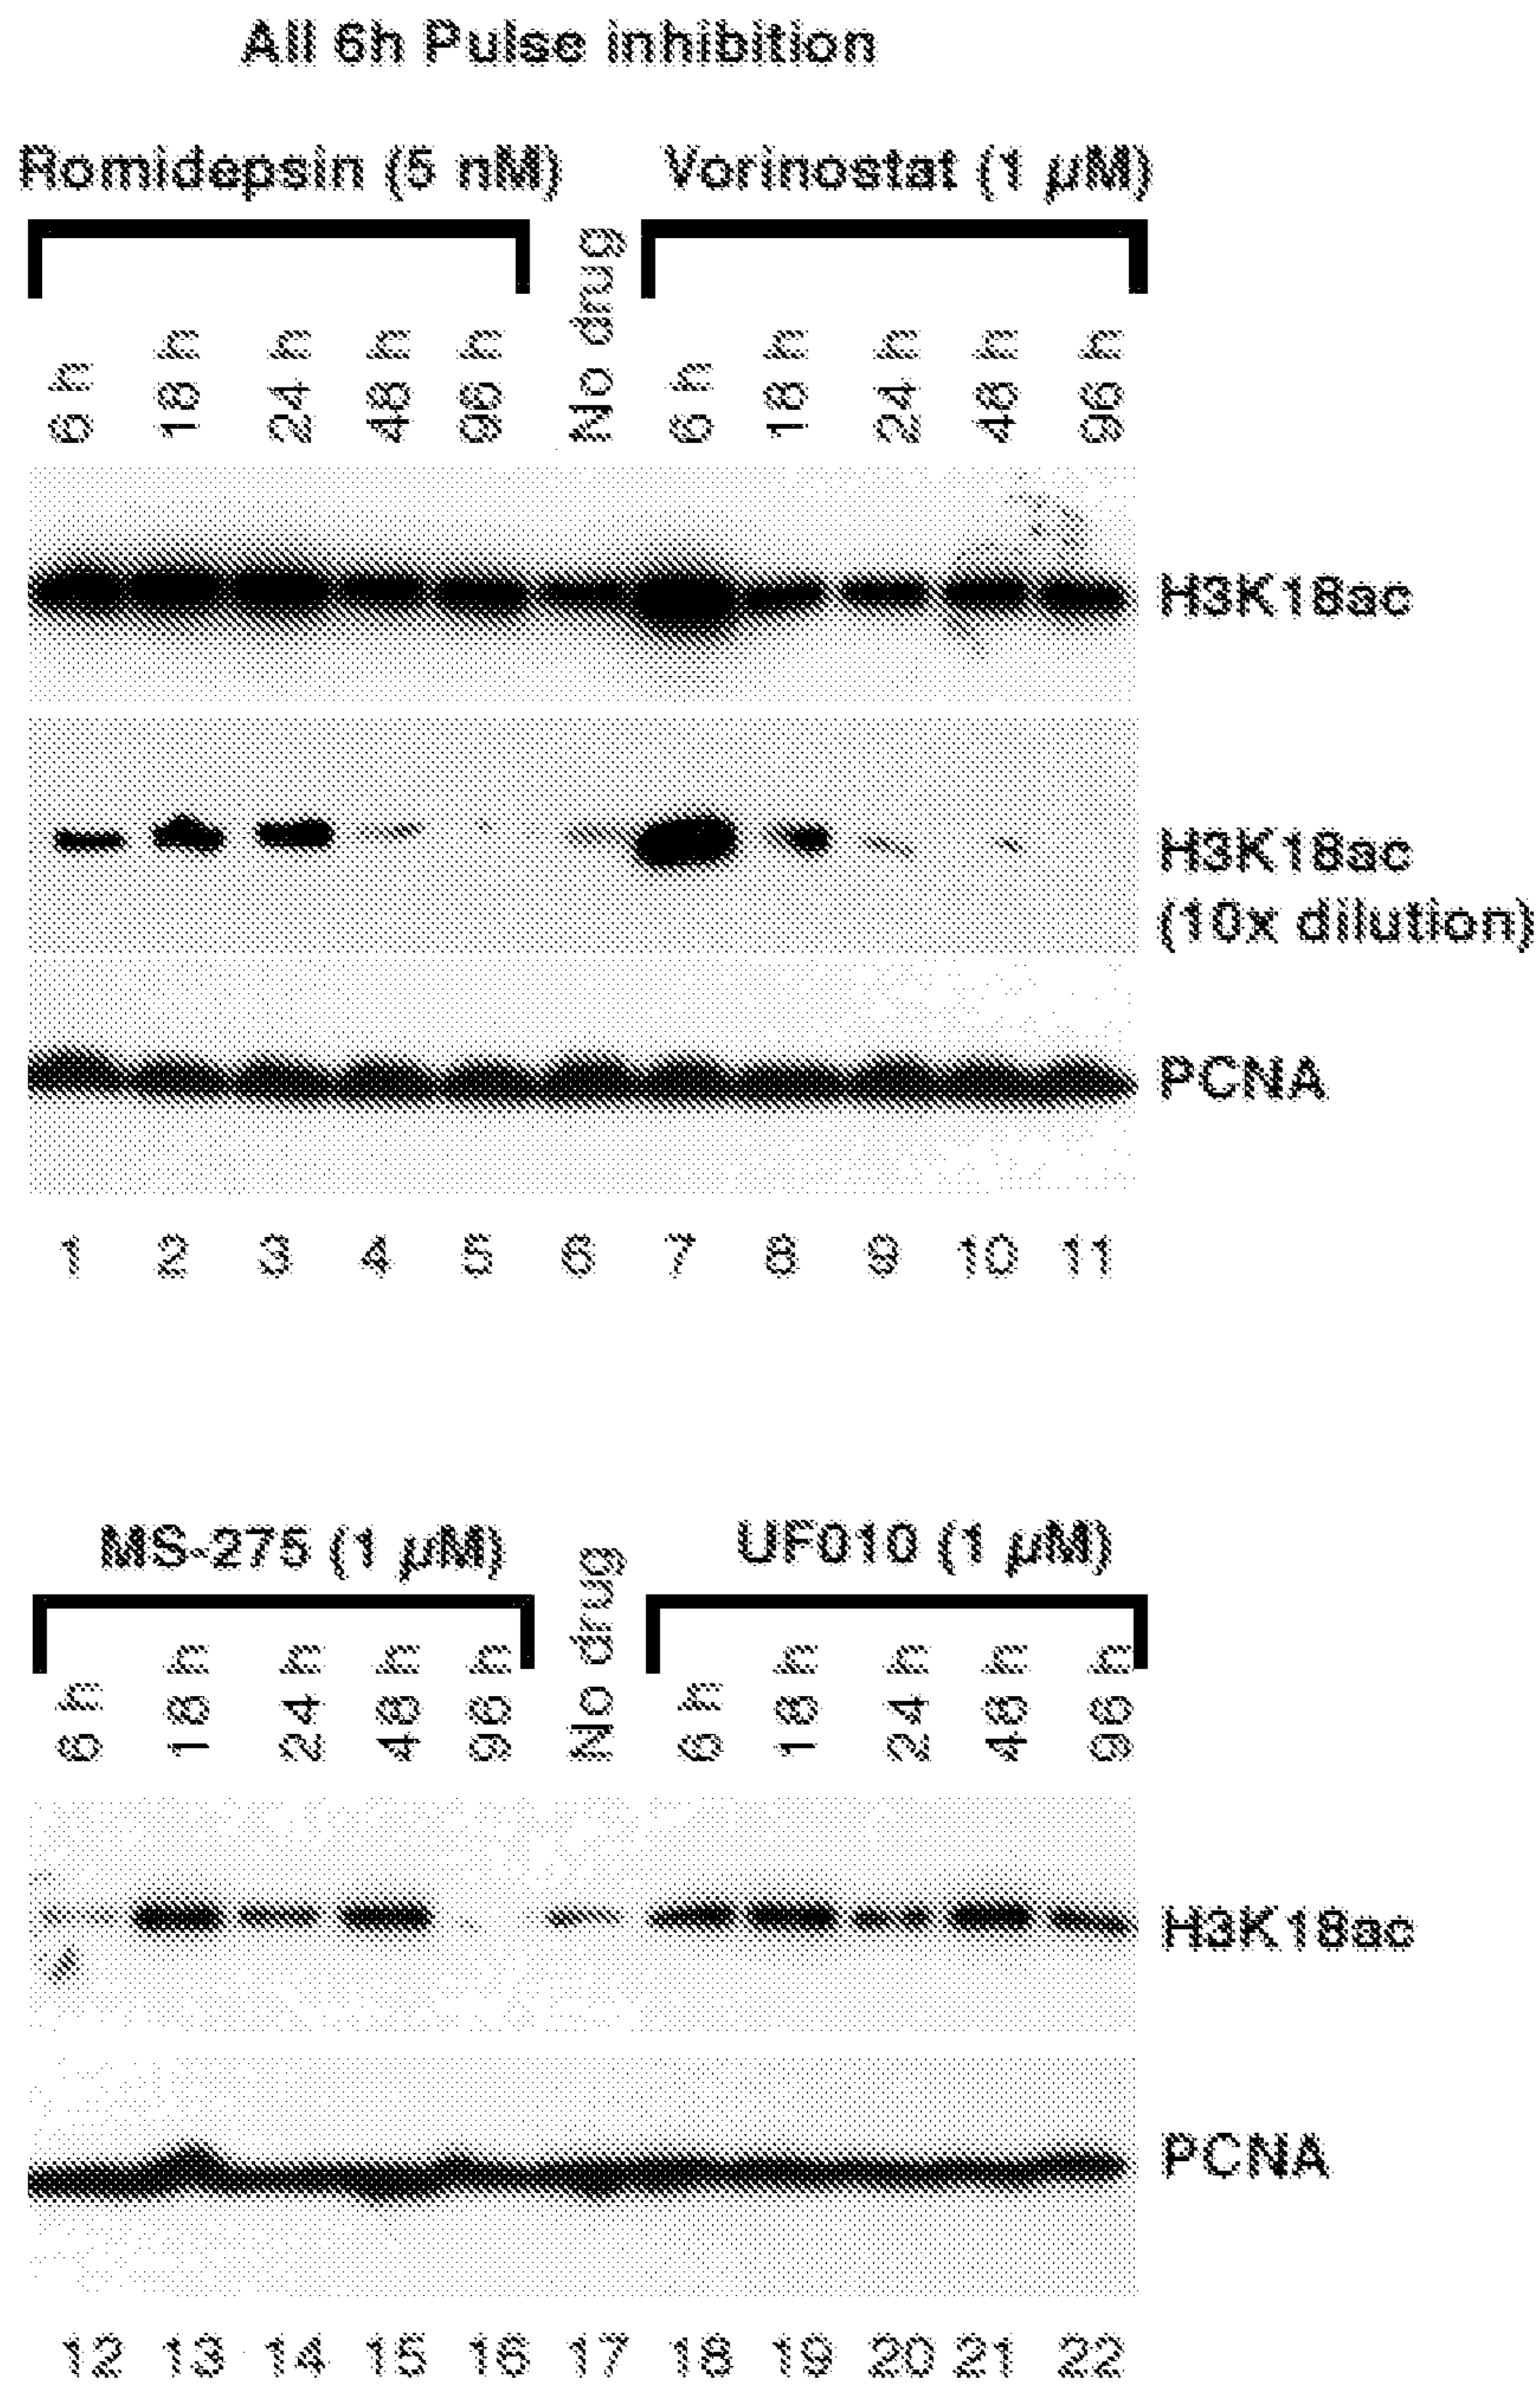 All 6h Pulse inhibition
Romidepsin (5 nM)
No drug
Vorinostat (1 µM)
6 h
18 h
24 h
48 h
96 h
6 h
18 h
24 h
48 h
96 h
H3K18ac
H3K18ac
(10x dilution)
PCNA
1 2 3 4 5 6 7 8 9 10 11
MS-275 (1 µM)
No drug
UF010 (1 µM)
6 h
18 h
24 h
48 h
96 h
6 h
18 h
24 h
48 h
96 h
H3K18ac
PCNA
12 13 14 15 16 17 18 19 20 21 22